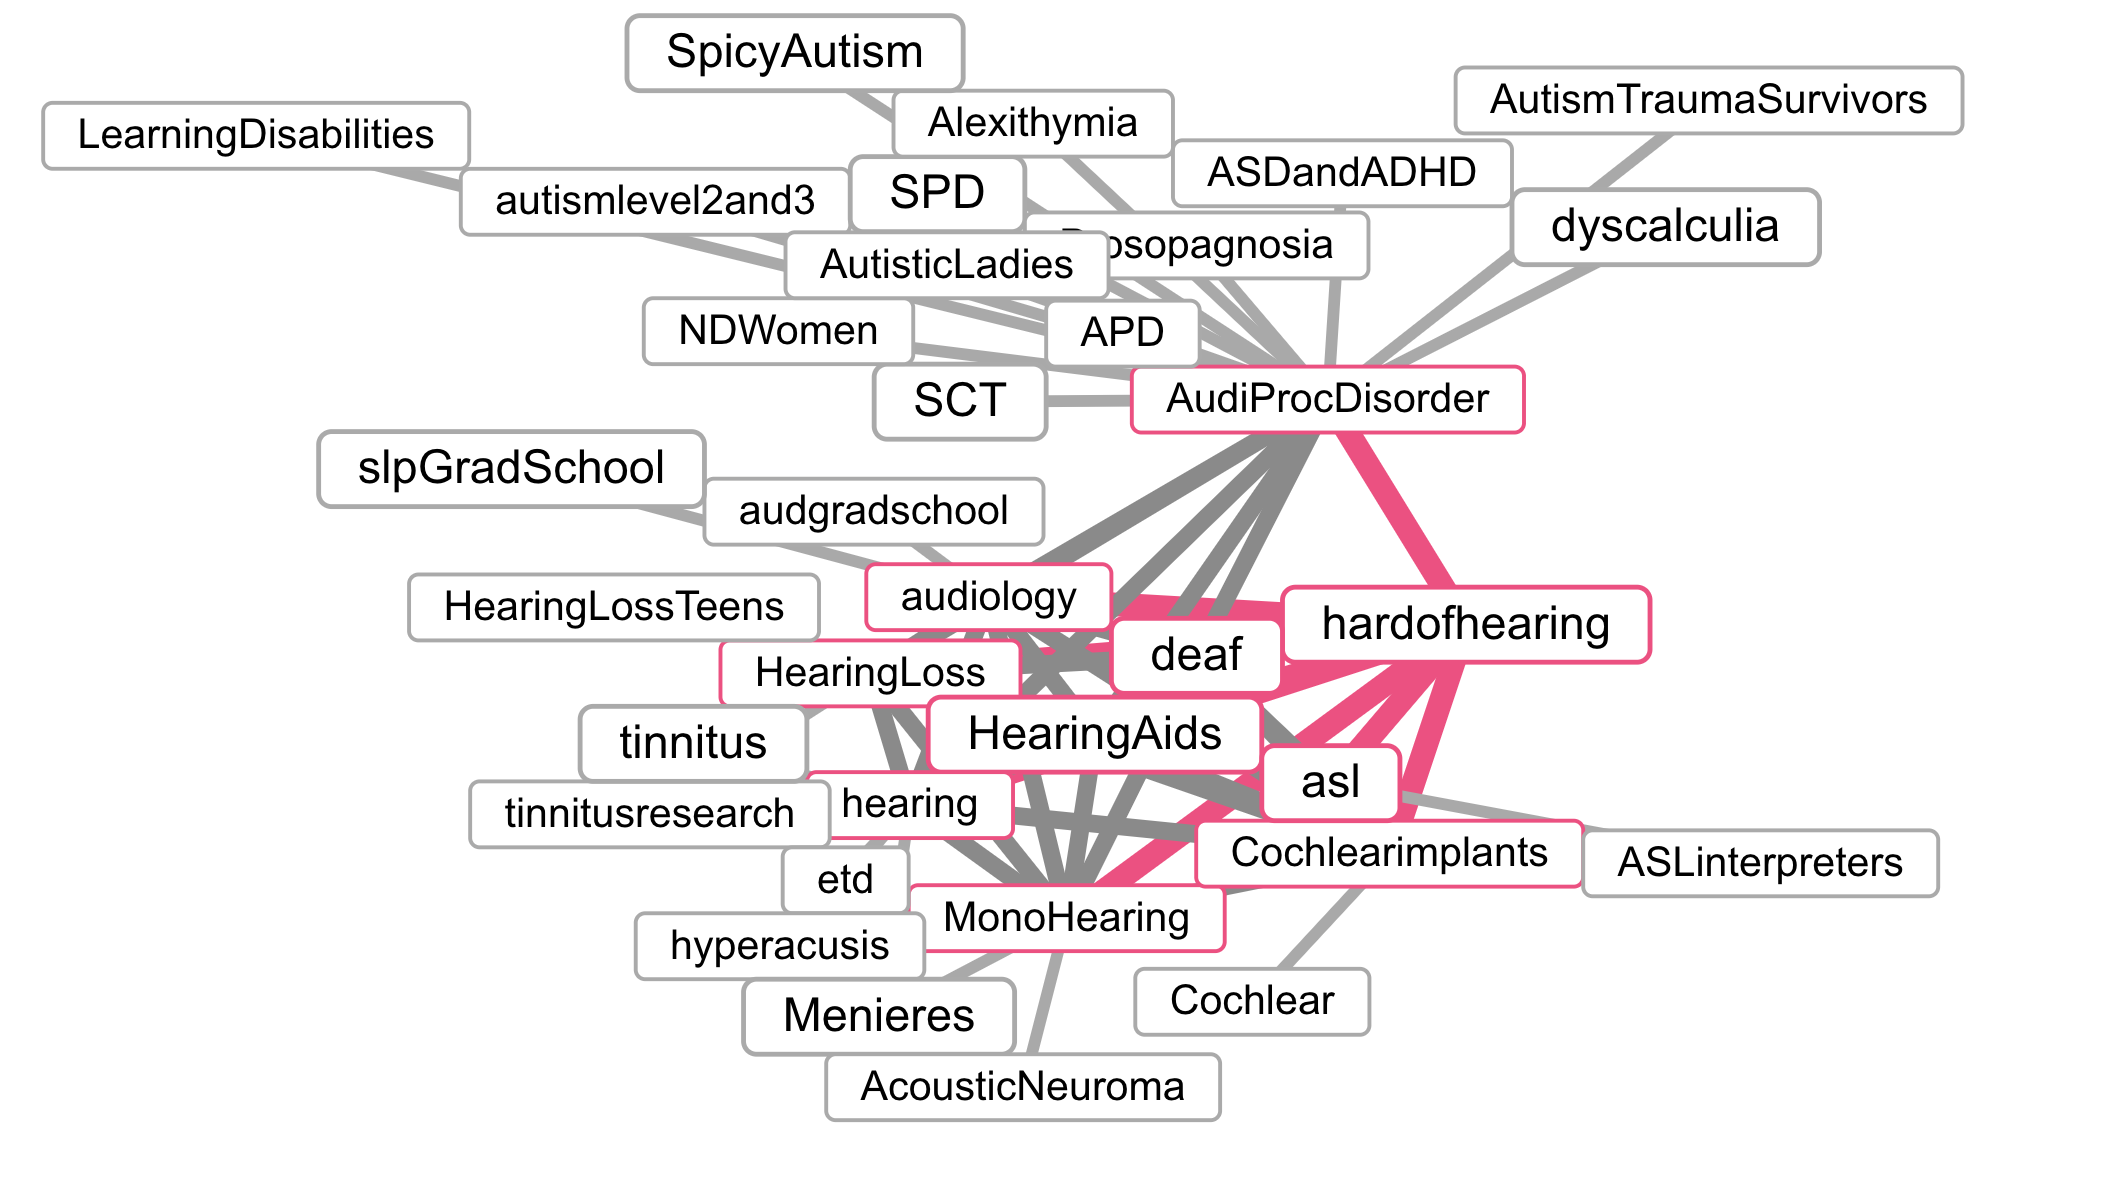 SpicyAutism
AutismTraumaSurvivors
Alexithymia
LearningDisabilities
ASDandADHD
SPD
autismlevel2and3
dyscalculia
osopagnosia
AutisticLadies
NDWomen
APD
AudiProcDisorder
SCT
slpGradSchool
audgradschool
audiology
HearingLossTeens
hardofhearing
deaf
HearingLoss
HearingAids
tinnitus
asl
hearing
tinnitusresearch
Cochlearimplants
ASLinterpreters
etd
MonoHearing
hyperacusis
Cochlear
Menieres
AcousticNeuroma